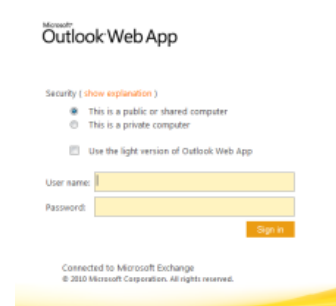 Microsoft®
Outlook Web App
Security ( show explanation )
This is a public or shared computer
This is a private computer
Use the light version of Outlook Web App
User name:
Password:
Sign in
Connected to Microsoft Exchange
© 2010 Microsoft Corporation. All rights reserved.